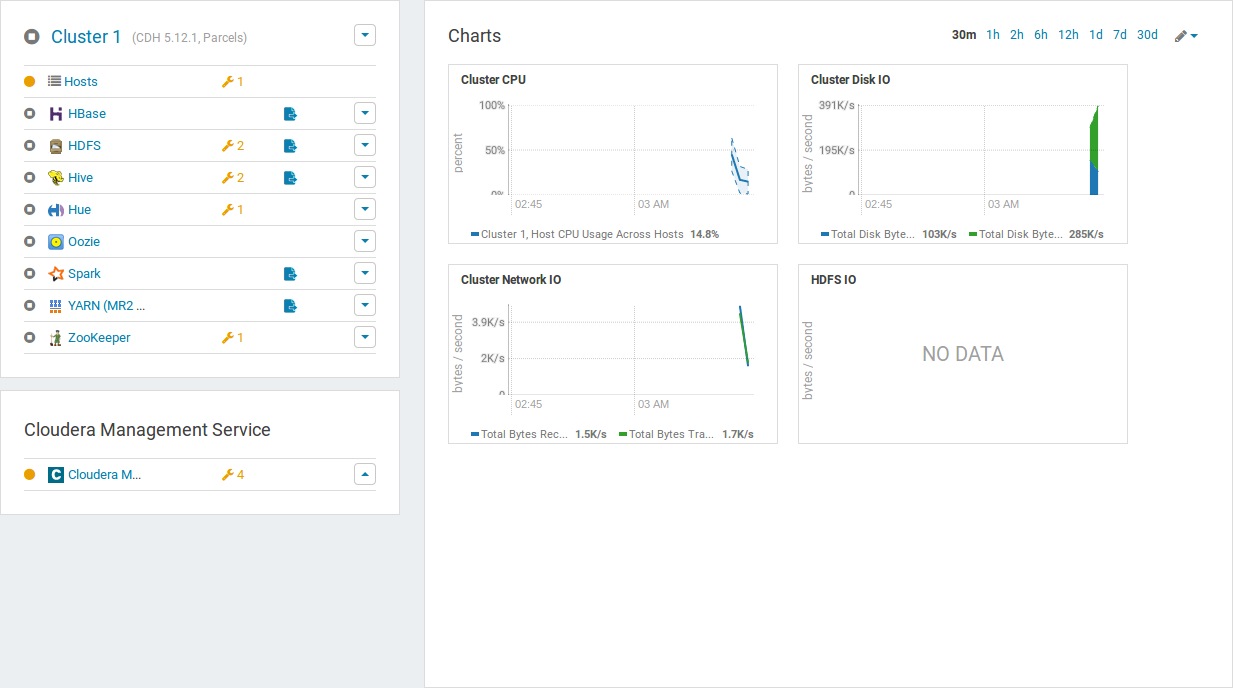 Cluster 1 (CDH 5.12.1, Parcels)
Hosts 1
HBase
HDFS 2
Hive 2
Hue 1
Oozie
Spark
YARN (MR2 ...
ZooKeeper 1
Cloudera Management Service
C Cloudera M... 4
Charts
30m 1h 2h 6h 12h 1d 7d 30d
Cluster CPU
percent
100%
50%
0%
02:45 03 AM
Cluster 1, Host CPU Usage Across Hosts 14.8%
Cluster Disk IO
bytes / second
391K/s
195K/s
0
02:45 03 AM
Total Disk Byte... 103K/s Total Disk Byte... 285K/s
Cluster Network IO
bytes / second
3.9K/s
2K/s
0
02:45 03 AM
Total Bytes Rec... 1.5K/s Total Bytes Tra... 1.7K/s
HDFS IO
bytes / second
NO DATA